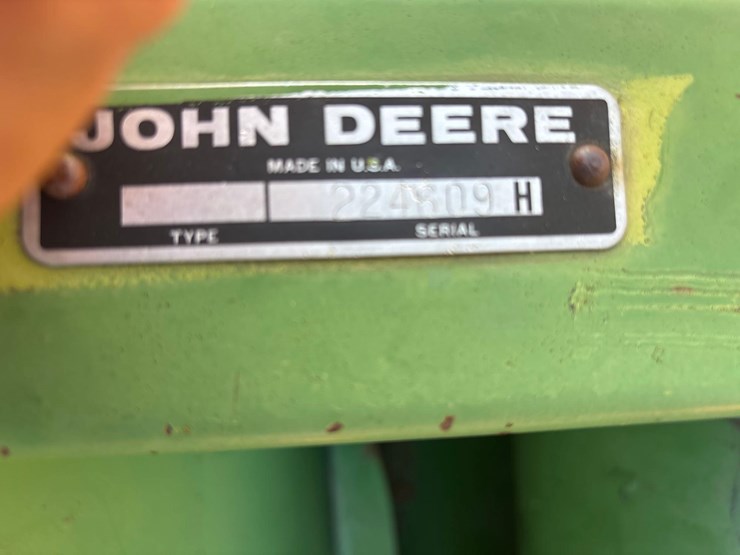 JOHN DEERE
MADE IN U.S.A.
H
TYPE SERIAL